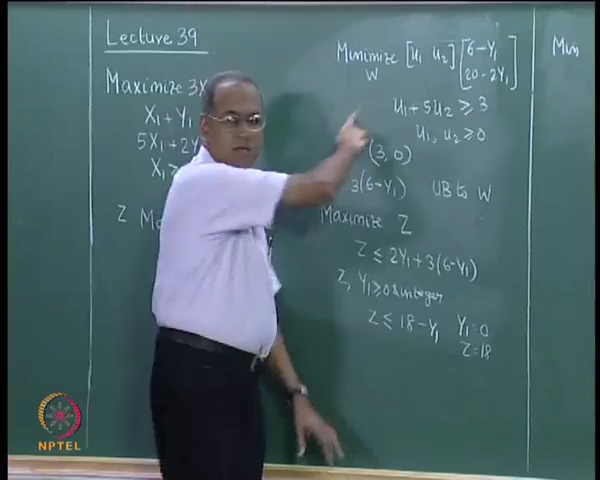 Lecture 39
Maximize 3X
X₁ + Y₁
5X₁ + 2Y
X₁ ≥
Z
Minimize [u₁ u₂] [6-Y₁
20-2Y₁]
W
u₁ + 5u₂ ≥ 3
u₁, u₂ ≥ 0
(3, 0)
3(6-Y₁) UB to W
Maximize Z
Z ≤ 2Y₁ + 3(6-Y₁)
Z, Y₁ ≥ 0 & integer
Z ≤ 18 - Y₁ Y₁=0
Z=18
Min
NPTEL